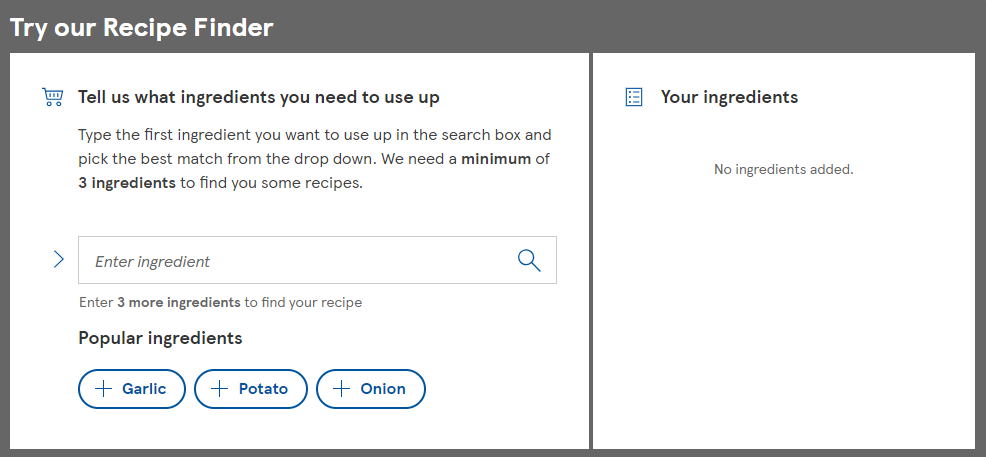 Try our Recipe Finder
Tell us what ingredients you need to use up
Type the first ingredient you want to use up in the search box and
pick the best match from the drop down. We need a minimum of
3 ingredients to find you some recipes.
Enter ingredient
Enter 3 more ingredients to find your recipe
Popular ingredients
Garlic
Potato
Onion
Your ingredients
No ingredients added.